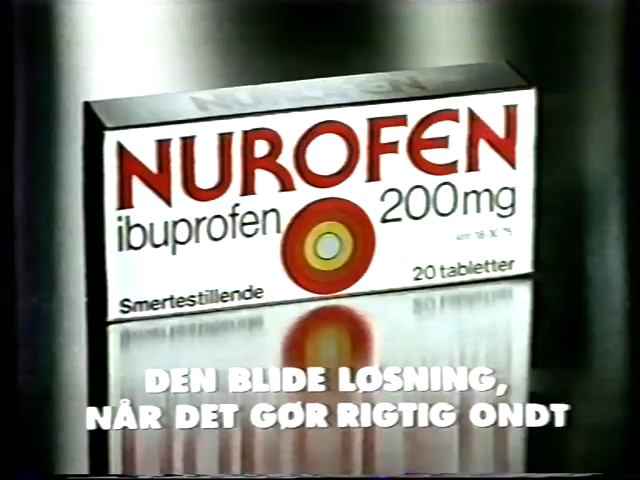 NUROFEN
ibuprofen 200mg
20 tabletter
Smertestillende
DEN BLIDE LØSNING,
NÅR DET GØR RIGTIG ONDT